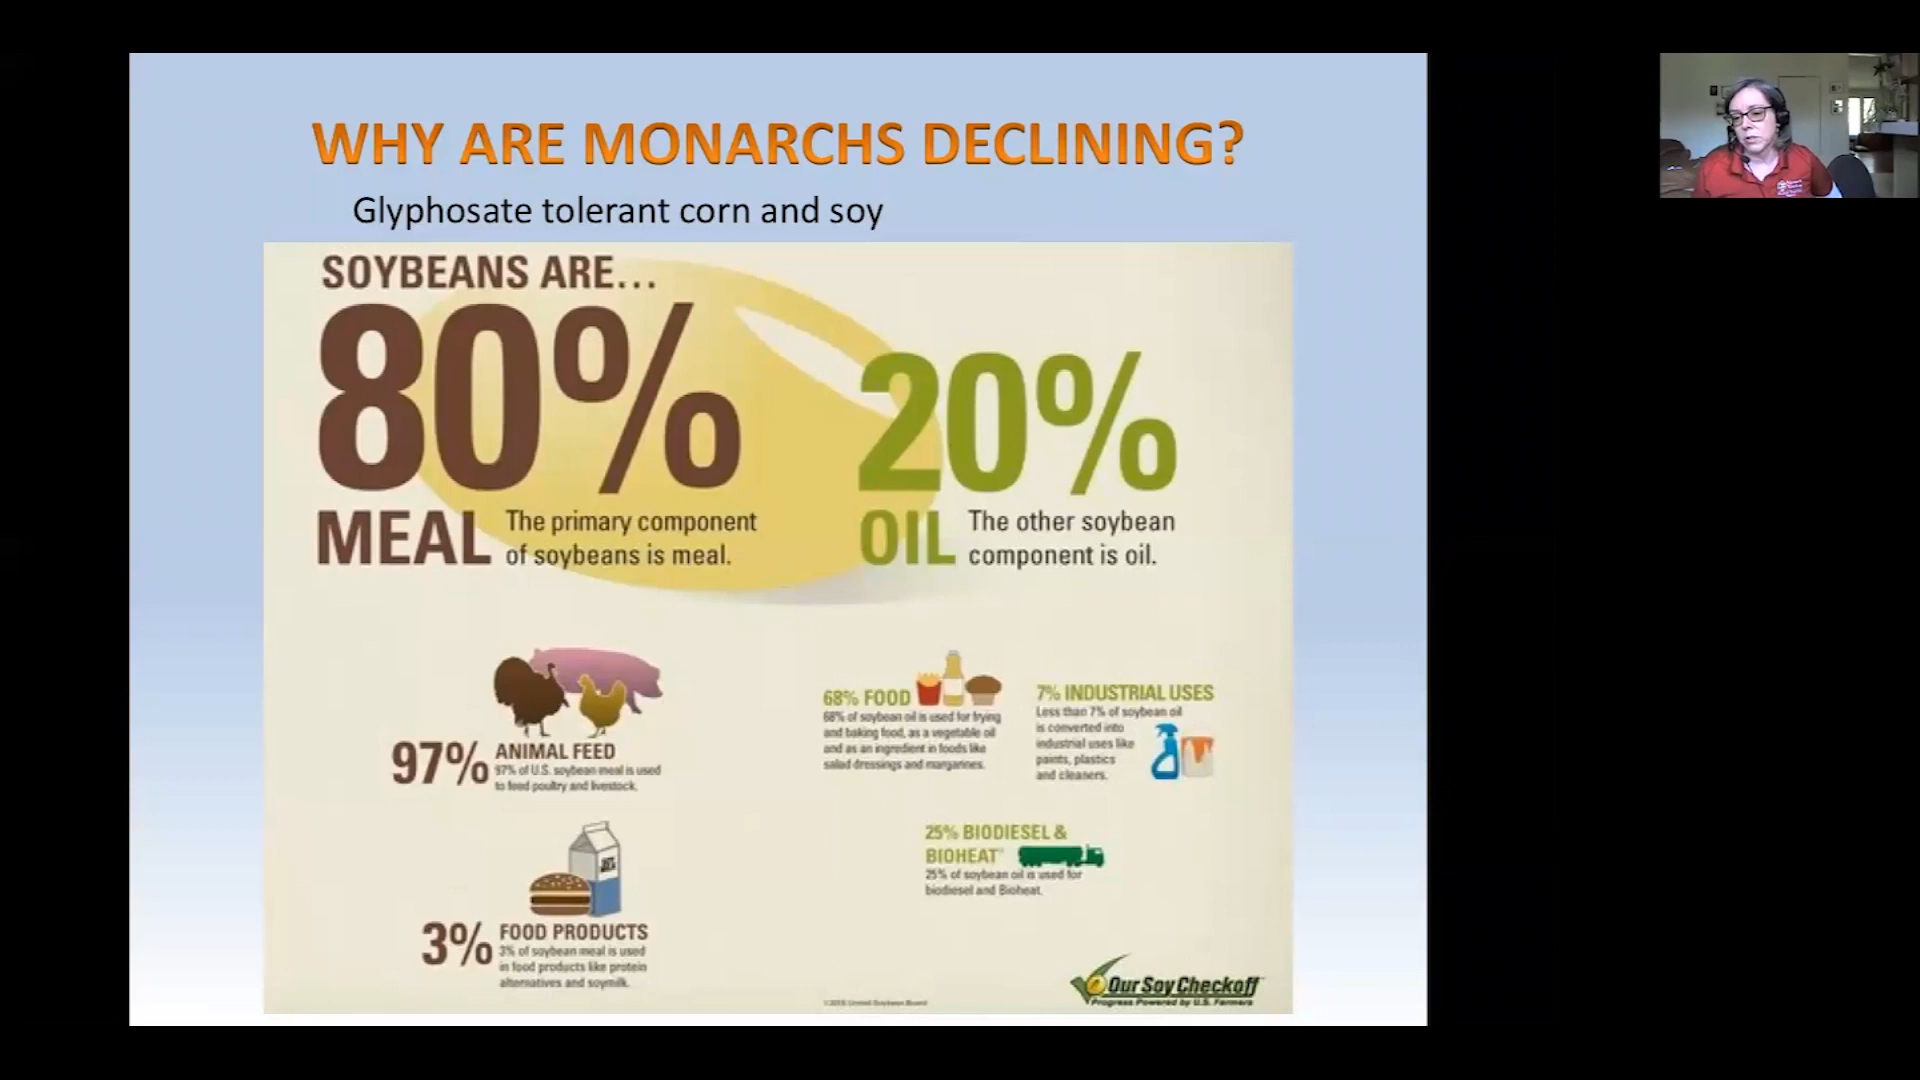 WHY ARE MONARCHS DECLINING?
Glyphosate tolerant corn and soy
SOYBEANS ARE...
80%
MEAL
The primary component
of soybeans is meal.
20%
OIL
The other soybean
component is oil.
97%
ANIMAL FEED
97% of U.S. soybean meal is used
to feed poultry and livestock.
3%
FOOD PRODUCTS
3% of soybean meal is used
in food products like protein
alternatives and soymilk.
68% FOOD
68% of soybean oil is used for frying
and baking food, as a vegetable oil
and as an ingredient in foods like
salad dressings and margarines.
7% INDUSTRIAL USES
Less than 7% of soybean oil
is converted into
industrial uses like
paints, plastics
and cleaners.
25% BIODIESEL &
BIOHEAT
25% of soybean oil is used for
biodiesel and Bioheat.
United Soybean Board
Our Soy Checkoff
Progress Powered by U.S. Farmers